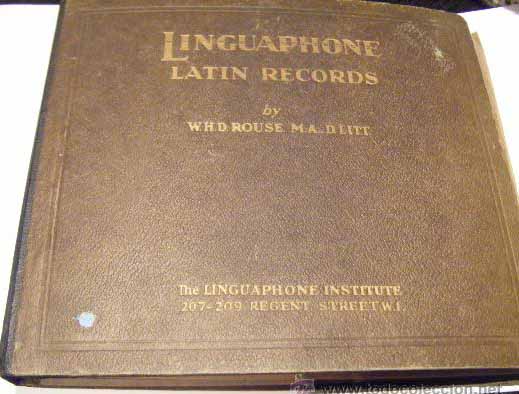 LINGUAPHONE
LATIN RECORDS
by
W.H.D. ROUSE M.A., D.LITT
The LINGUAPHONE INSTITUTE
207-209 REGENT STREET W.1.
www.todocoleccion.net